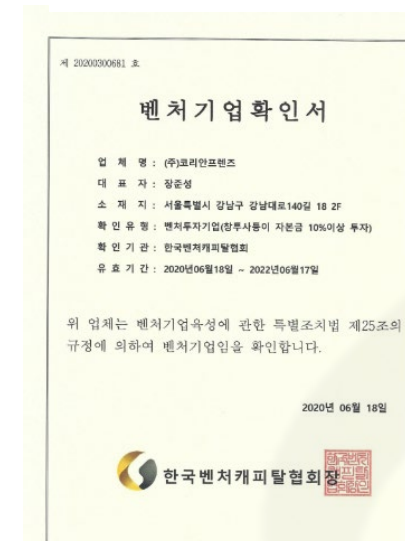 제 20200300681 호
벤처기업확인서
업 체 명 : (주)코리안프렌즈
대 표 자 : 장준성
소 재 지 : 서울특별시 강남구 강남대로140길 18 2F
확 인 유 형 : 벤처투자기업(창투사동이 자본금 10%이상 투자)
확 인 기 관 : 한국벤처캐피탈협회
유 효 기 간 : 2020년06월18일 ~ 2022년06월17일
위 업체는 벤처기업육성에 관한 특별조치법 제25조의
규정에 의하여 벤처기업임을 확인합니다.
2020년 06월 18일
한국벤처캐피탈협회장